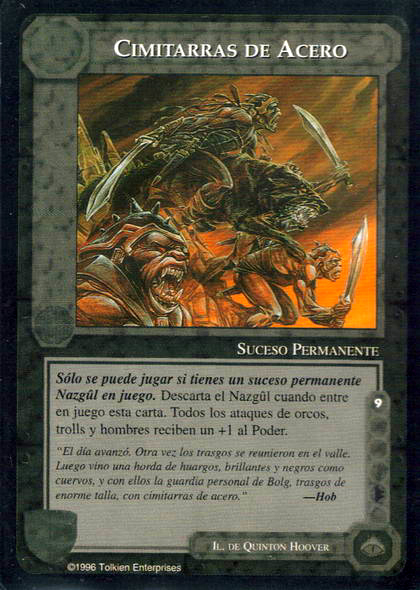 CIMITARRAS DE ACERO
SUCESO PERMANENTE
Sólo se puede jugar si tienes un suceso permanente
Nazgûl en juego. Descarta el Nazgûl cuando entre
en juego esta carta. Todos los ataques de orcos,
trolls y hombres reciben un +1 al Poder.
9
"El día avanzó. Otra vez los trasgos se reunieron en el valle.
Luego vino una horda de huargos, brillantes y negros como
cuervos, y con ellos la guardia personal de Bolg, trasgos de
enorme talla, con cimitarras de acero." —Hob
IL. DE QUINTON HOOVER
©1996 Tolkien Enterprises